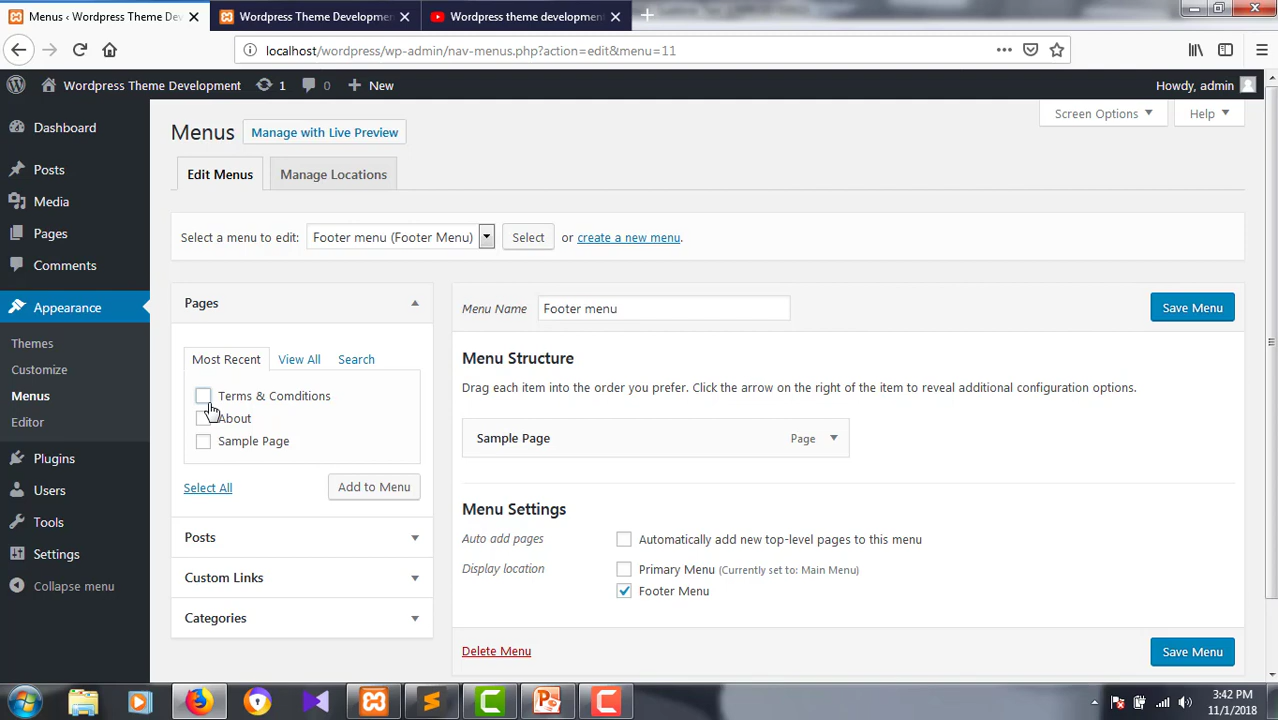 Menus ‹ Wordpress Theme De
Wordpress Theme Developmen
Wordpress theme development
localhost/wordpress/wp-admin/nav-menus.php?action=edit&menu=11
Wordpress Theme Development
1
0
New
Howdy, admin
Screen Options
Help
Dashboard
Posts
Media
Pages
Comments
Appearance
Themes
Customize
Menus
Editor
Plugins
Users
Tools
Settings
Collapse menu
Menus
Manage with Live Preview
Edit Menus
Manage Locations
Select a menu to edit: Footer menu (Footer Menu) Select or create a new menu.
Pages
Most Recent View All Search
Terms & Comditions
About
Sample Page
Select All
Add to Menu
Posts
Custom Links
Categories
Menu Name Footer menu
Save Menu
Menu Structure
Drag each item into the order you prefer. Click the arrow on the right of the item to reveal additional configuration options.
Sample Page Page
Menu Settings
Auto add pages Automatically add new top-level pages to this menu
Display location Primary Menu (Currently set to: Main Menu)
Footer Menu
Delete Menu
Save Menu
3:42 PM
11/1/2018